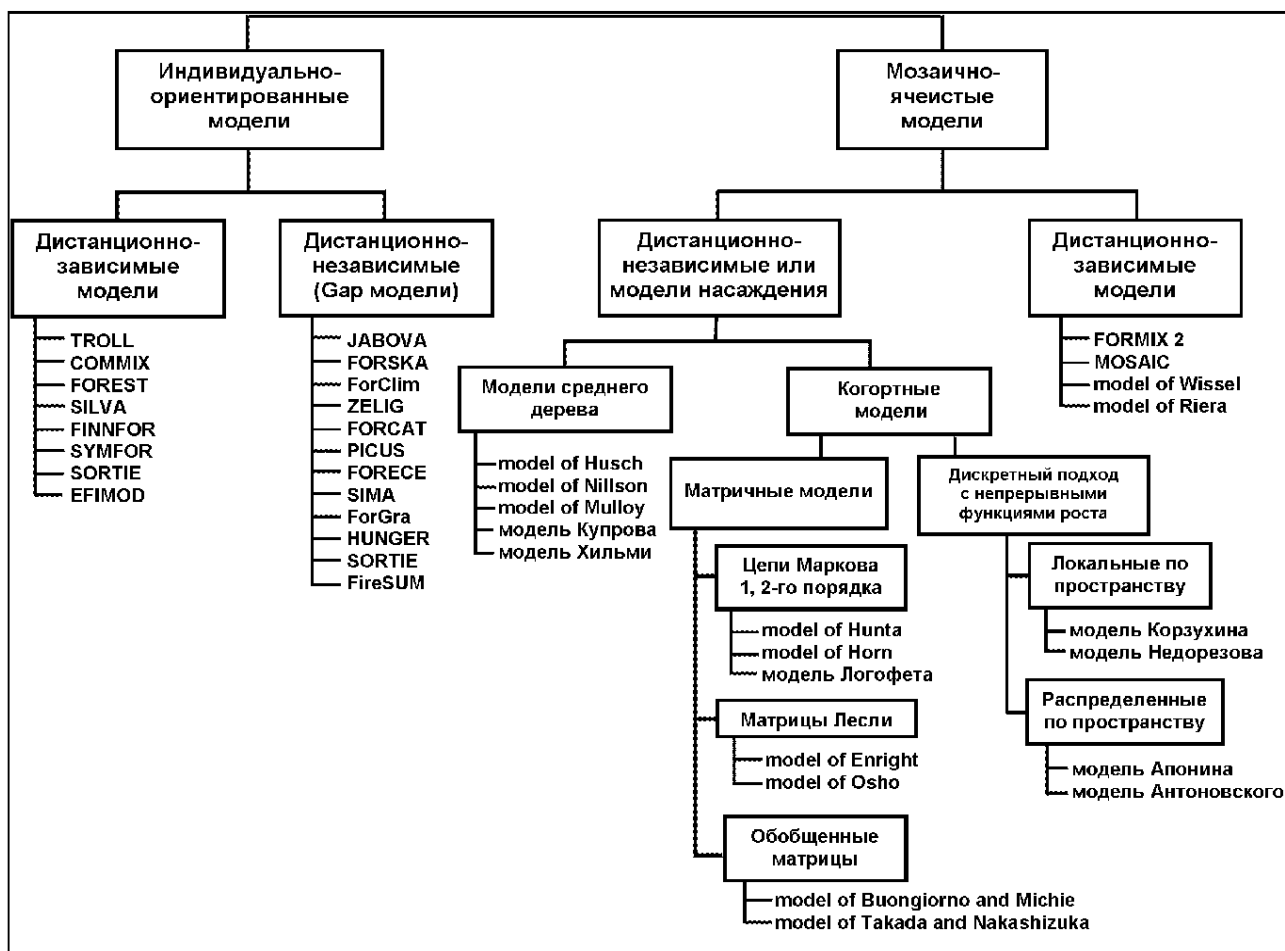 Индивидуально-
ориентированные
модели
Мозаично-
ячеистые
модели
Дистанционно-
зависимые
модели
TROLL
COMMIX
FOREST
SILVA
FINNFOR
SYMFOR
SORTIE
EFIMOD
Дистанционно-
независимые
(Gap модели)
JABOVA
FORSKA
ForClim
ZELIG
FORCAT
PICUS
FORECE
SIMA
ForGra
HUNGER
SORTIE
FireSUM
Дистанционно-
независимые или
модели насаждения
Модели среднего
дерева
model of Husch
model of Nillson
model of Mulloy
модель Купрова
модель Хильми
Когортные
модели
Матричные модели
Цепи Маркова
1, 2-го порядка
model of Hunta
model of Horn
модель Логофета
Матрицы Лесли
model of Enright
model of Osho
Обобщенные
матрицы
model of Buongiorno and Michie
model of Takada and Nakashizuka
Дискретный подход
с непрерывными
функциями роста
Локальные по
пространству
модель Корзухина
модель Недорезова
Распределенные
по пространству
модель Апонина
модель Антоновского
Дистанционно-
зависимые
модели
FORMIX 2
MOSAIC
model of Wissel
model of Riera